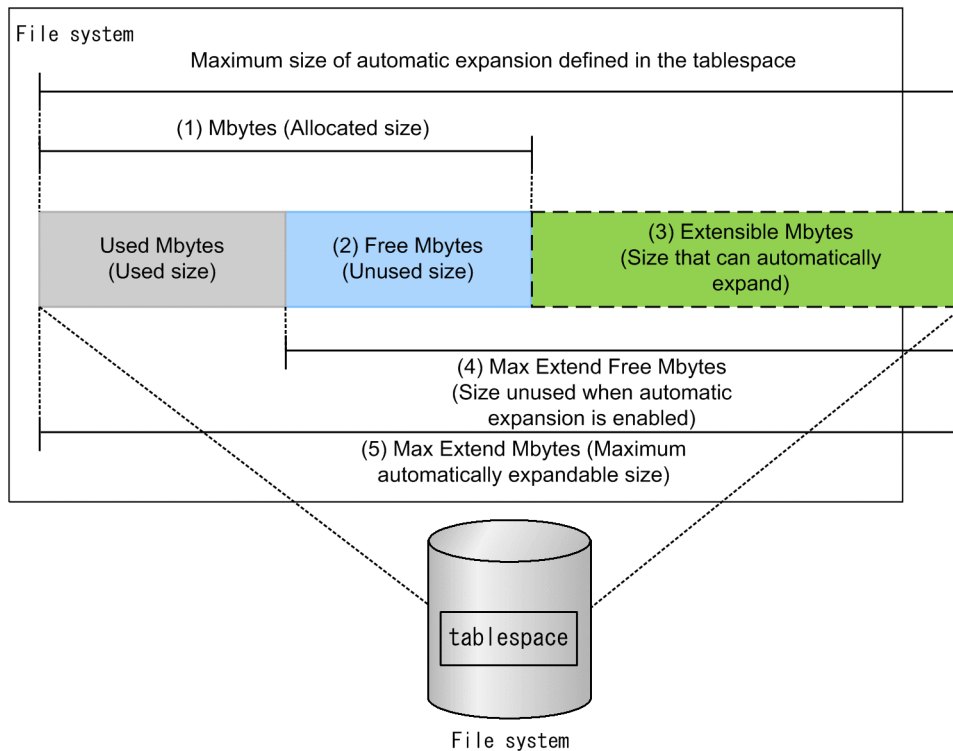 File system
Maximum size of automatic expansion defined in the tablespace
(1) Mbytes (Allocated size)
Used Mbytes
(Used size)
(2) Free Mbytes
(Unused size)
(3) Extensible Mbytes
(Size that can automatically
expand)
(4) Max Extend Free Mbytes
(Size unused when automatic
expansion is enabled)
(5) Max Extend Mbytes (Maximum
automatically expandable size)
tablespace
File system